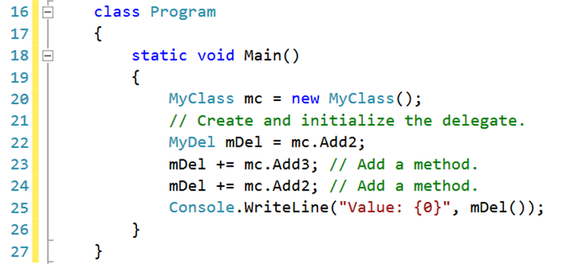 16 class Program
17 {
18 static void Main()
19 {
20 MyClass mc = new MyClass();
21 // Create and initialize the delegate.
22 MyDel mDel = mc.Add2;
23 mDel += mc.Add3; // Add a method.
24 mDel += mc.Add2; // Add a method.
25 Console.WriteLine("Value: {0}", mDel());
26 }
27 }